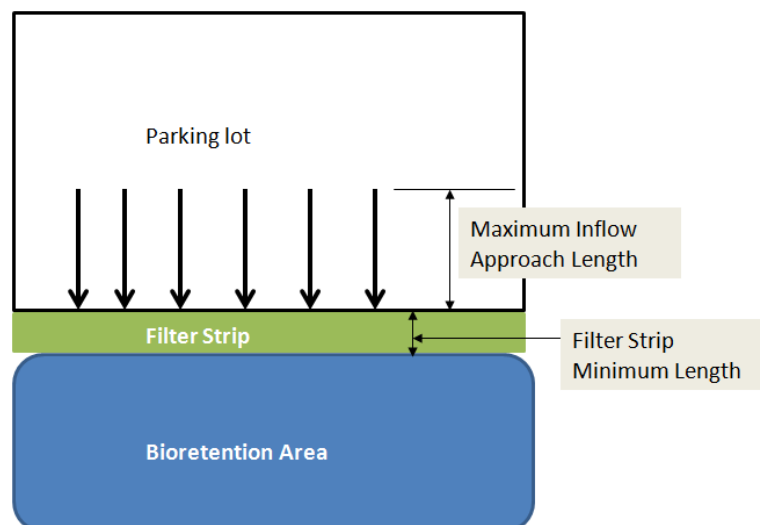 Parking lot
Maximum Inflow
Approach Length
Filter Strip
Filter Strip
Minimum Length
Bioretention Area